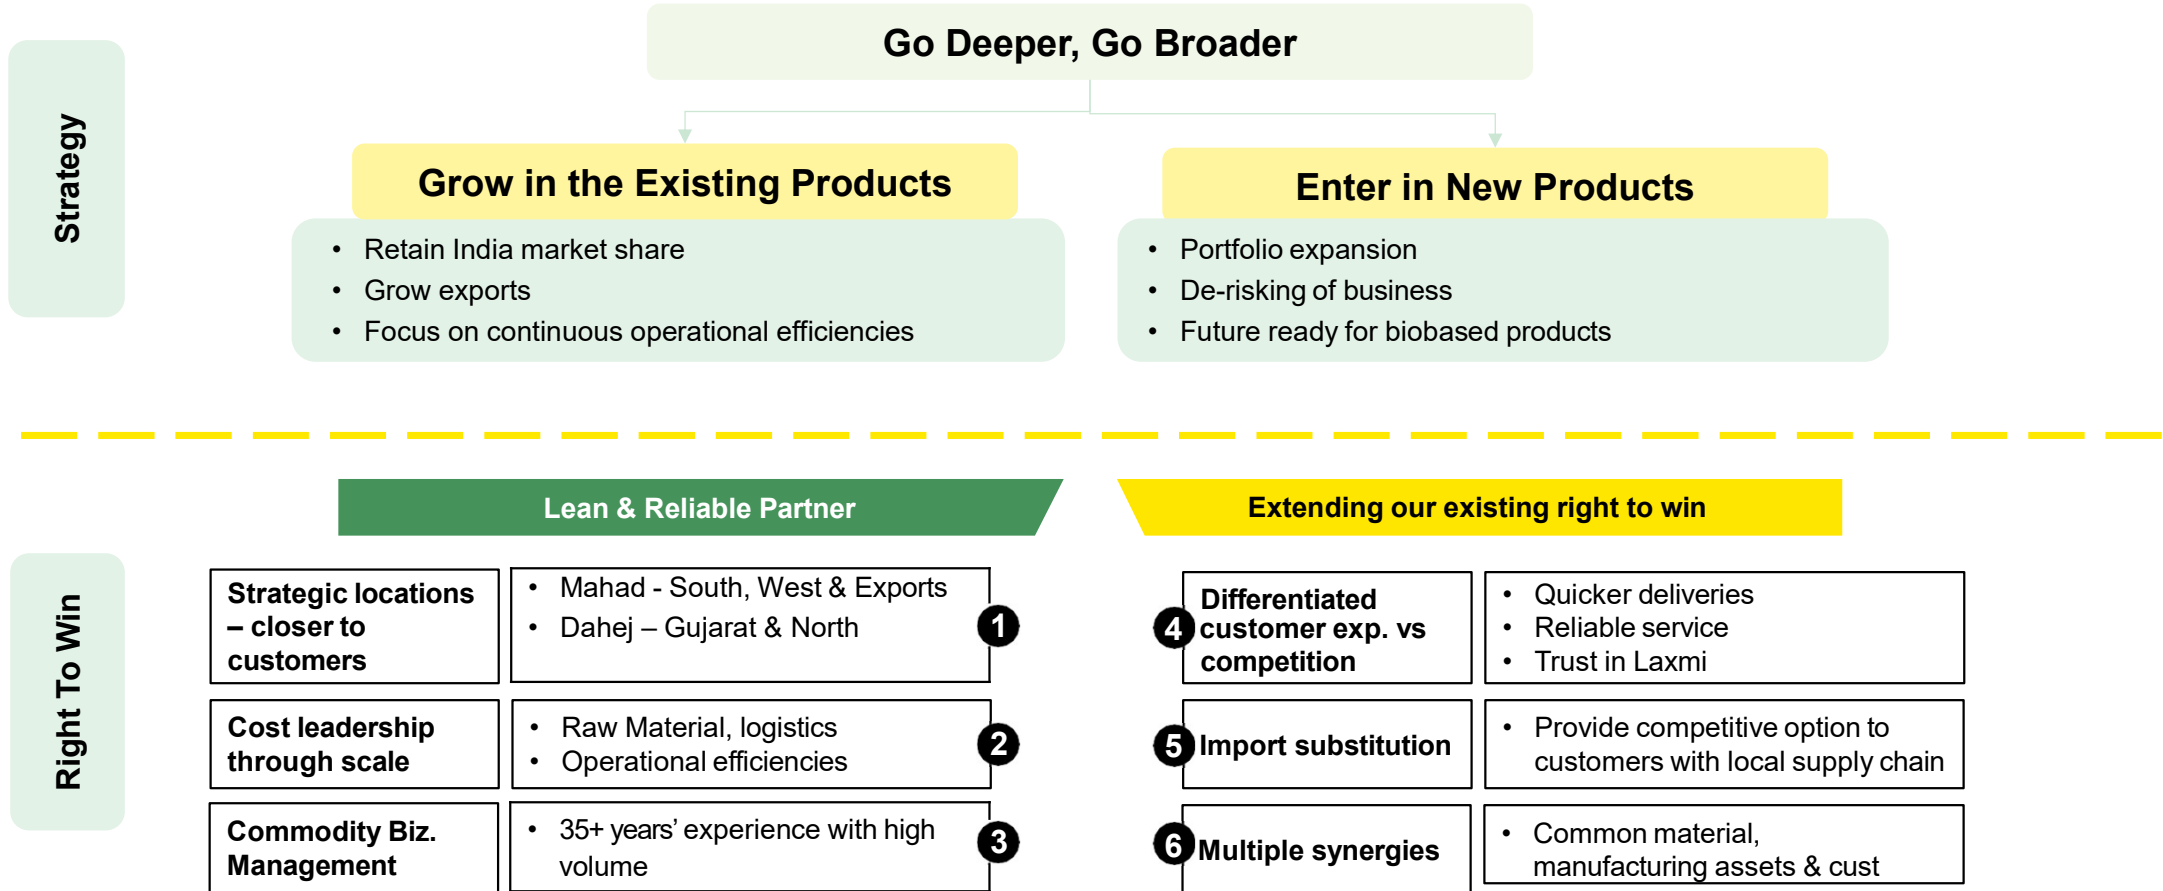 Go Deeper, Go Broader
Strategy
Grow in the Existing Products
• Retain India market share
• Grow exports
• Focus on continuous operational efficiencies
Enter in New Products
• Portfolio expansion
• De-risking of business
• Future ready for biobased products
Right To Win
Lean & Reliable Partner
Strategic locations
– closer to
customers
• Mahad - South, West & Exports
• Dahej – Gujarat & North
1
Cost leadership
through scale
• Raw Material, logistics
• Operational efficiencies
2
Commodity Biz.
Management
• 35+ years’ experience with high
volume
3
Extending our existing right to win
4
Differentiated
customer exp. vs
competition
• Quicker deliveries
• Reliable service
• Trust in Laxmi
5
Import substitution
• Provide competitive option to
customers with local supply chain
6
Multiple synergies
• Common material,
manufacturing assets & cust